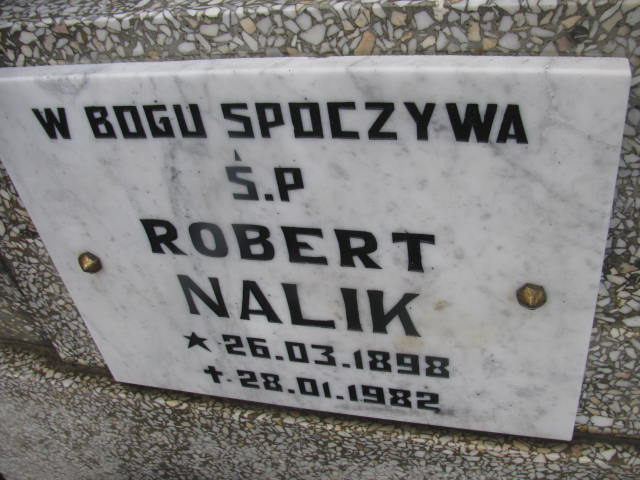 W BOGU SPOCZYWA
Ś.P
ROBERT
NALIK
* 26.03.1898
✝ 28.01.1982